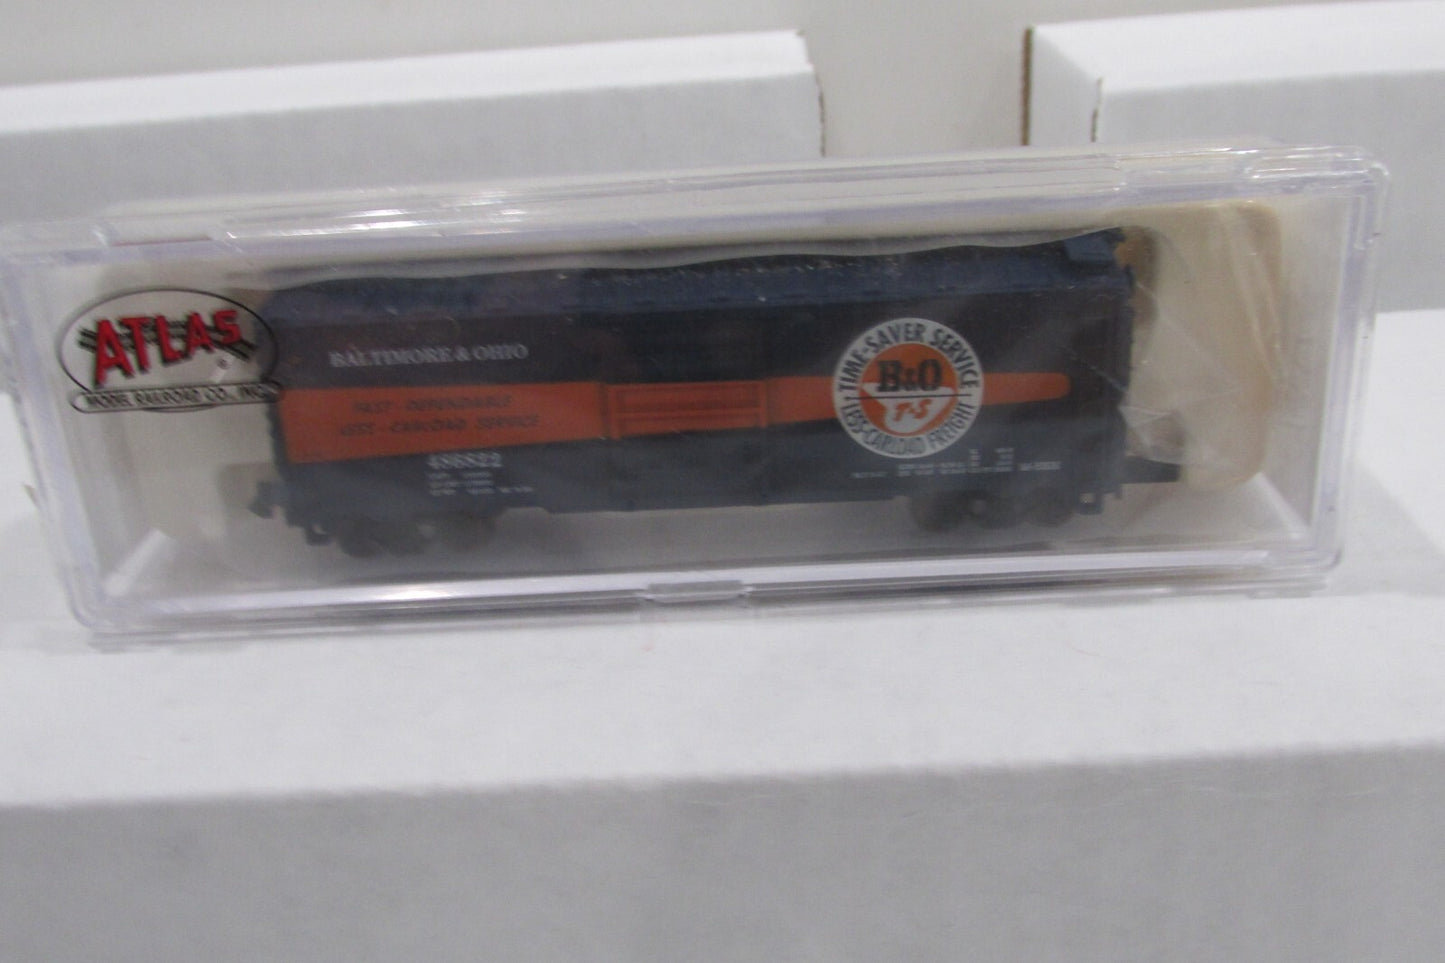 ATLAS
MODEL RAILROAD CO., INC.
BALTIMORE & OHIO
FAST - DEPENDABLE
LESS - CARLOAD SERVICE
TIME-SAVER SERVICE
B&O
T-S
LESS-CARLOAD FREIGHT